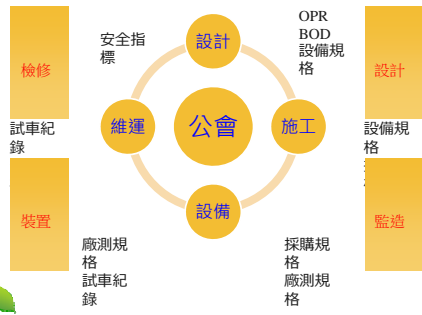 檢修
安全指
標
設計
OPR
BOD
設備規
格
設計
試車紀
錄
維運
公會
施工
設備規
格
裝置
設備
監造
廠測規
格
試車紀
錄
採購規
格
廠測規
格